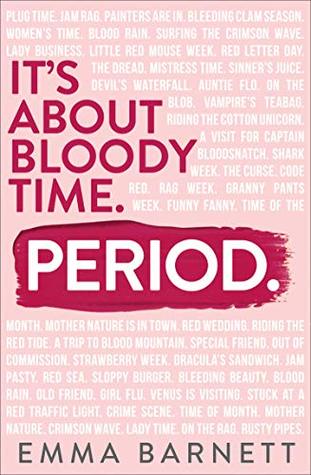 PLUG TIME. JAM RAG. PAINTERS ARE IN. BLEEDING CLAM SEASON.
WOMEN'S TIME. BLOOD RAIN. SURFING THE CRIMSON WAVE.
LADY BUSINESS. LITTLE RED MOUSE WEEK. RED LETTER DAY.
IT'S
THE DREAD. MISTRESS TIME. SINNER'S JUICE.
DEVIL'S WATERFALL. AUNTIE FLO. ON THE
ABOUT
BLOB. VAMPIRE'S TEABAG.
RIDING THE COTTON UNICORN.
BLOODY
A VISIT FOR CAPTAIN
BLOODSNATCH. SHARK
TIME.
WEEK. THE CURSE. CODE
RED. RAG WEEK. GRANNY PANTS
WEEK. FUNNY FANNY. TIME OF THE
PERIOD.
MONTH. MOTHER NATURE IS IN TOWN. RED WEDDING. RIDING THE
RED TIDE. A TRIP TO BLOOD MOUNTAIN. SPECIAL FRIEND. OUT OF
COMMISSION. STRAWBERRY WEEK. DRACULA'S SANDWICH. JAM
PASTY. RED SEA. SLOPPY BURGER. BLEEDING BEAUTY. BLOOD
RAIN. OLD FRIEND. GIRL FLU. VENUS IS VISITING. STUCK AT A
RED TRAFFIC LIGHT. CRIME SCENE. TIME OF MONTH. MOTHER
NATURE. CRIMSON WAVE. LADY TIME. ON THE RAG. RUSTY PIPES.
EMMA BARNETT